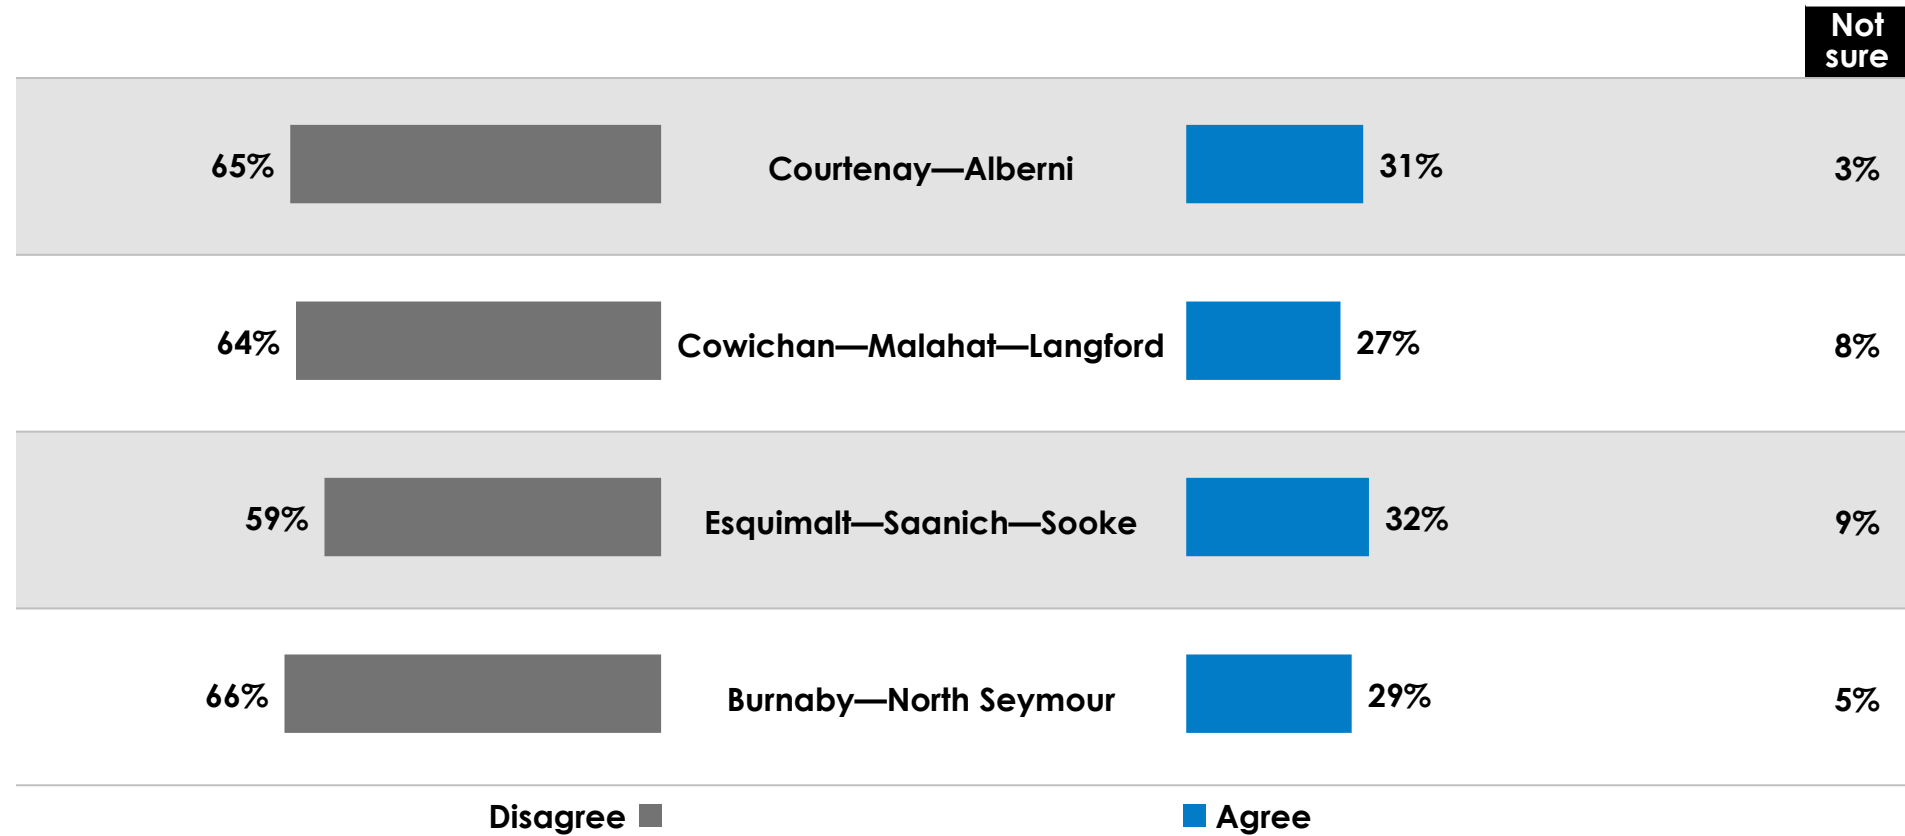 Not
sure
65% Courtenay—Alberni 31% 3%
64% Cowichan—Malahat—Langford 27% 8%
59% Esquimalt—Saanich—Sooke 32% 9%
66% Burnaby—North Seymour 29% 5%
Disagree Agree